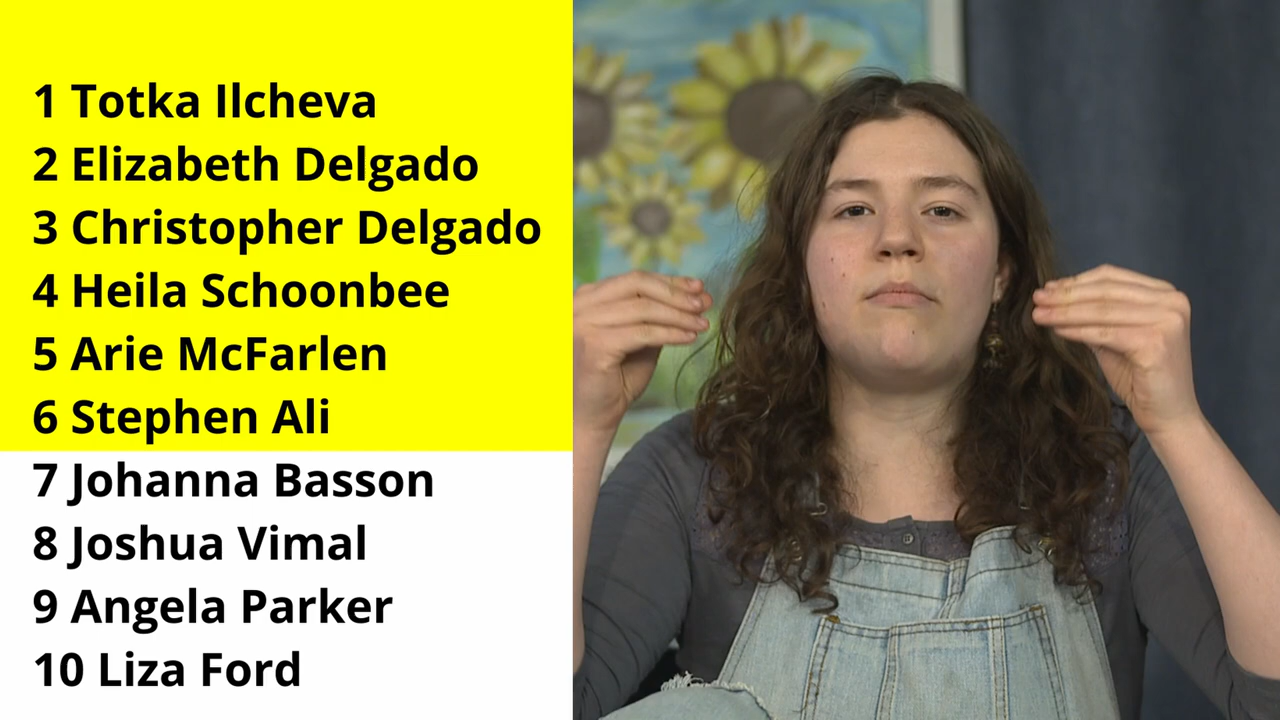 1 Totka Ilcheva
2 Elizabeth Delgado
3 Christopher Delgado
4 Heila Schoonbee
5 Arie McFarlen
6 Stephen Ali
7 Johanna Basson
8 Joshua Vimal
9 Angela Parker
10 Liza Ford